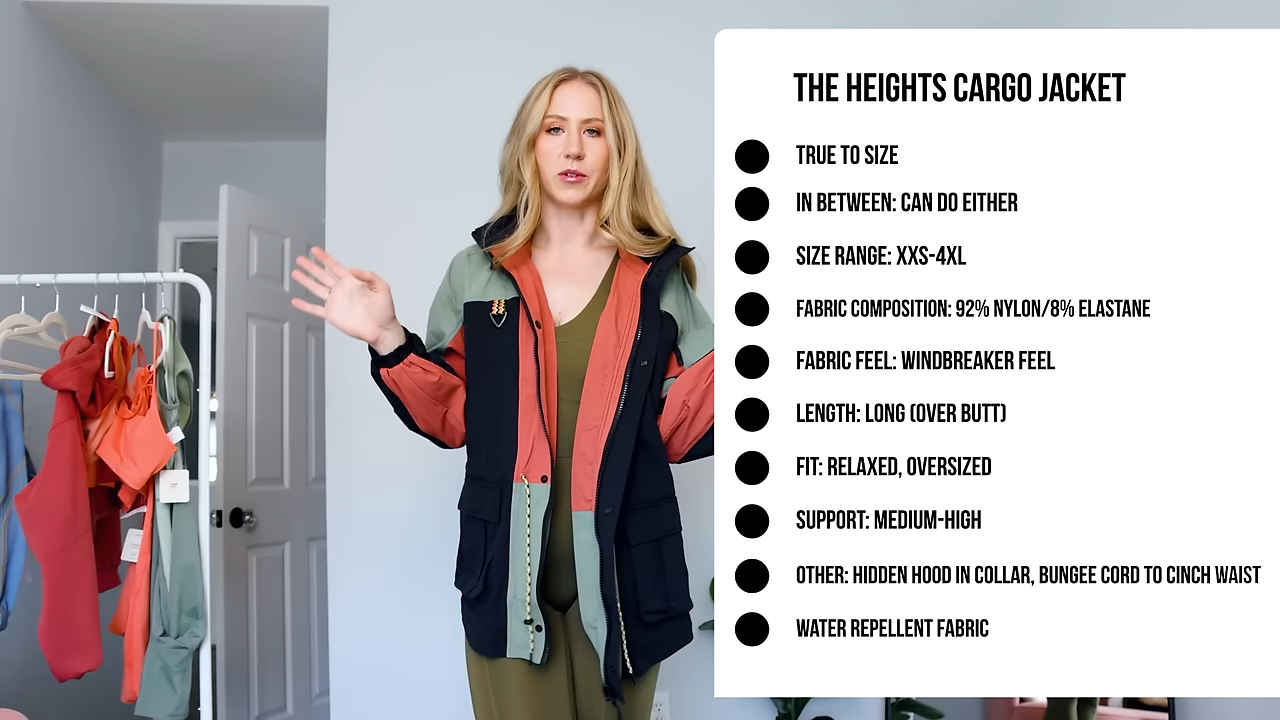 THE HEIGHTS CARGO JACKET
TRUE TO SIZE
IN BETWEEN: CAN DO EITHER
SIZE RANGE: XXS-4XL
FABRIC COMPOSITION: 92% NYLON/8% ELASTANE
FABRIC FEEL: WINDBREAKER FEEL
LENGTH: LONG (OVER BUTT)
FIT: RELAXED, OVERSIZED
SUPPORT: MEDIUM-HIGH
OTHER: HIDDEN HOOD IN COLLAR, BUNGEE CORD TO CINCH WAIST
WATER REPELLENT FABRIC